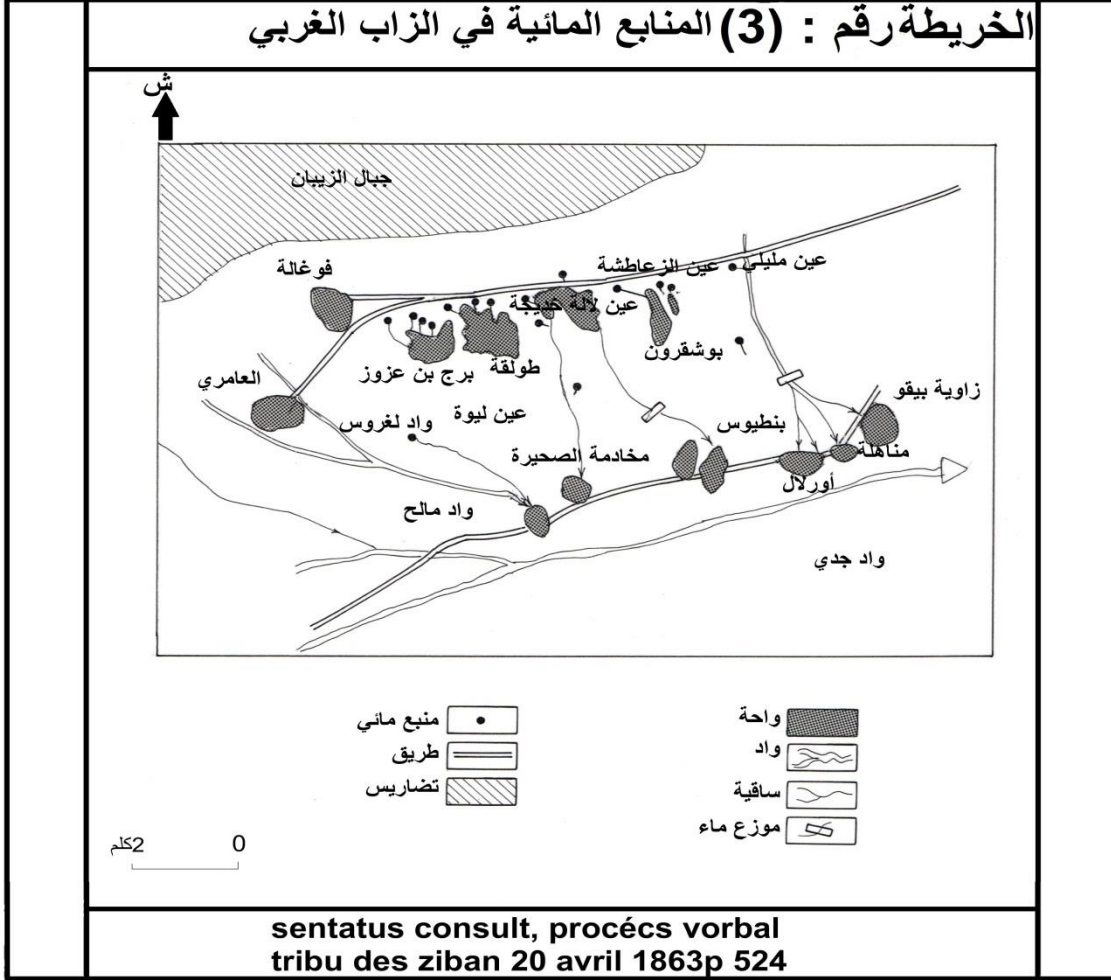 الخريطة رقم : (3) المنابع المائية في الزاب الغربي
ش
جبال الزيبان
فوغالة
عين الزعاطشة
عين مليلي
عين لالة خديجة
بوشقرون
طولقة
برج بن عزوز
العامري
زاوية بيقو
عين ليوة
واد لغروس
بنطيوس
مخادمة الصحيرة
مناهلة
أورلال
واد مالح
واد جدي
منبع مائي
طريق
تضاريس
واحة
واد
ساقية
موزع ماء
2كلم
0
sentatus consult, procécs vorbal
tribu des ziban 20 avril 1863p 524